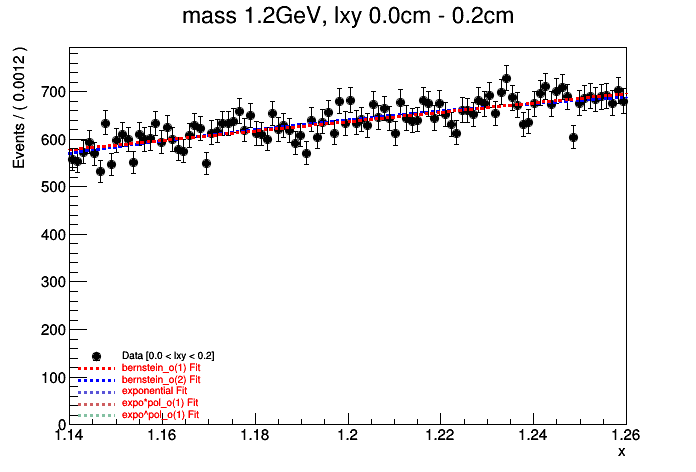 mass 1.2GeV, lxy 0.0cm - 0.2cm
Events / ( 0.0012 )
700
600
500
400
300
200
100
0
Data [0.0 < lxy < 0.2]
bernstein_o(1) Fit
bernstein_o(2) Fit
exponential Fit
expo*pol_o(1) Fit
expo^pol_o(1) Fit
1.14 1.16 1.18 1.2 1.22 1.24 1.26
x